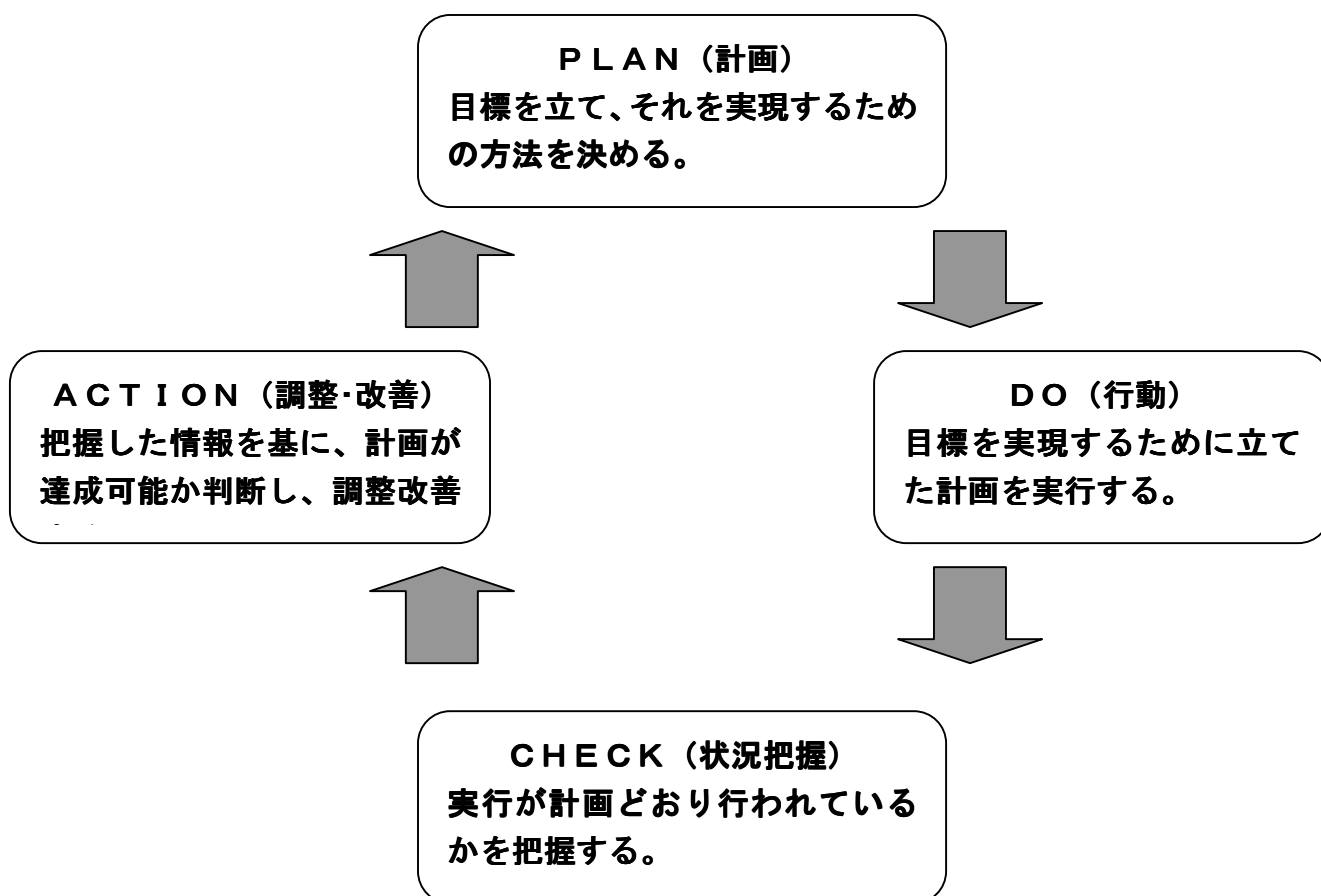 ＰＬＡＮ（計画）
目標を立て、それを実現するため
の方法を決める。
ＡＣＴＩＯＮ（調整･改善）
把握した情報を基に、計画が
達成可能か判断し、調整改善
ＤＯ（行動）
目標を実現するために立て
た計画を実行する。
ＣＨＥＣＫ（状況把握）
実行が計画どおり行われている
かを把握する。